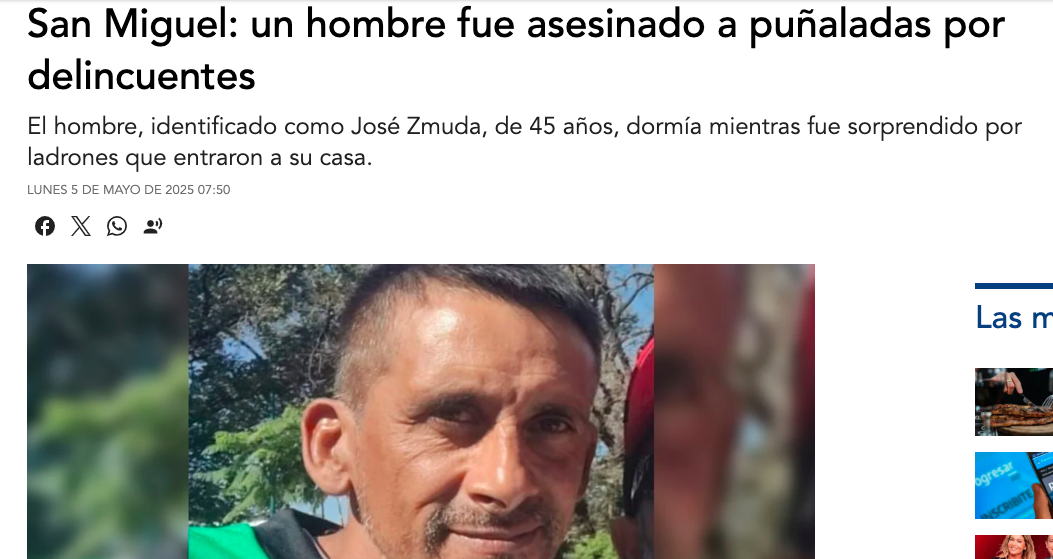 San Miguel: un hombre fue asesinado a puñaladas por
delincuentes
El hombre, identificado como José Zmuda, de 45 años, dormía mientras fue sorprendido por
ladrones que entraron a su casa.
LUNES 5 DE MAYO DE 2025 07:50
Las m
ogresar
INSCRIBITE